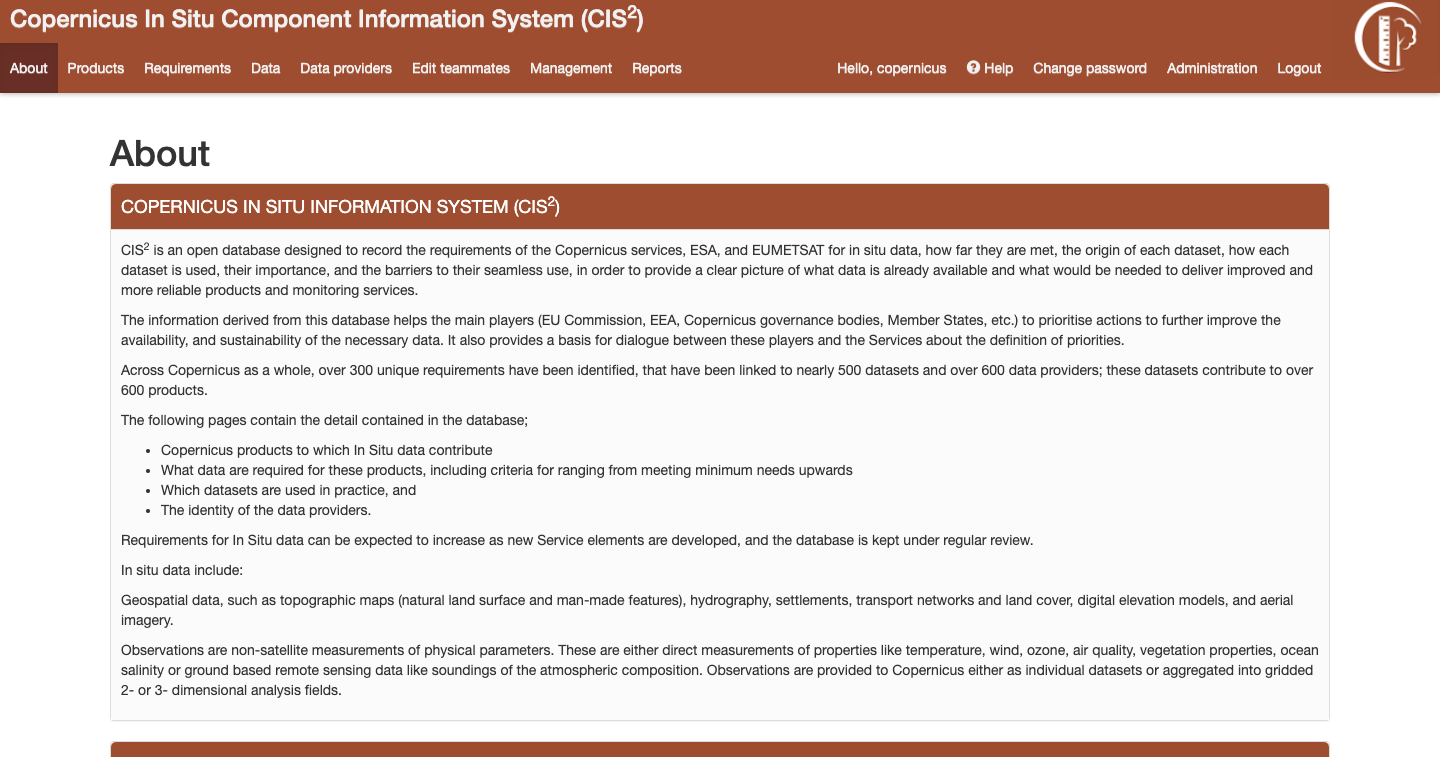 Copernicus In Situ Component Information System (CIS²)
About Products Requirements Data Data providers Edit teammates Management Reports Hello, copernicus Help Change password Administration Logout
About
COPERNICUS IN SITU INFORMATION SYSTEM (CIS²)
CIS² is an open database designed to record the requirements of the Copernicus services, ESA, and EUMETSAT for in situ data, how far they are met, the origin of each dataset, how each
dataset is used, their importance, and the barriers to their seamless use, in order to provide a clear picture of what data is already available and what would be needed to deliver improved and
more reliable products and monitoring services.
The information derived from this database helps the main players (EU Commission, EEA, Copernicus governance bodies, Member States, etc.) to prioritise actions to further improve the
availability, and sustainability of the necessary data. It also provides a basis for dialogue between these players and the Services about the definition of priorities.
Across Copernicus as a whole, over 300 unique requirements have been identified, that have been linked to nearly 500 datasets and over 600 data providers; these datasets contribute to over
600 products.
The following pages contain the detail contained in the database;
• Copernicus products to which In Situ data contribute
• What data are required for these products, including criteria for ranging from meeting minimum needs upwards
• Which datasets are used in practice, and
• The identity of the data providers.
Requirements for In Situ data can be expected to increase as new Service elements are developed, and the database is kept under regular review.
In situ data include:
Geospatial data, such as topographic maps (natural land surface and man-made features), hydrography, settlements, transport networks and land cover, digital elevation models, and aerial
imagery.
Observations are non-satellite measurements of physical parameters. These are either direct measurements of properties like temperature, wind, ozone, air quality, vegetation properties, ocean
salinity or ground based remote sensing data like soundings of the atmospheric composition. Observations are provided to Copernicus either as individual datasets or aggregated into gridded
2- or 3- dimensional analysis fields.